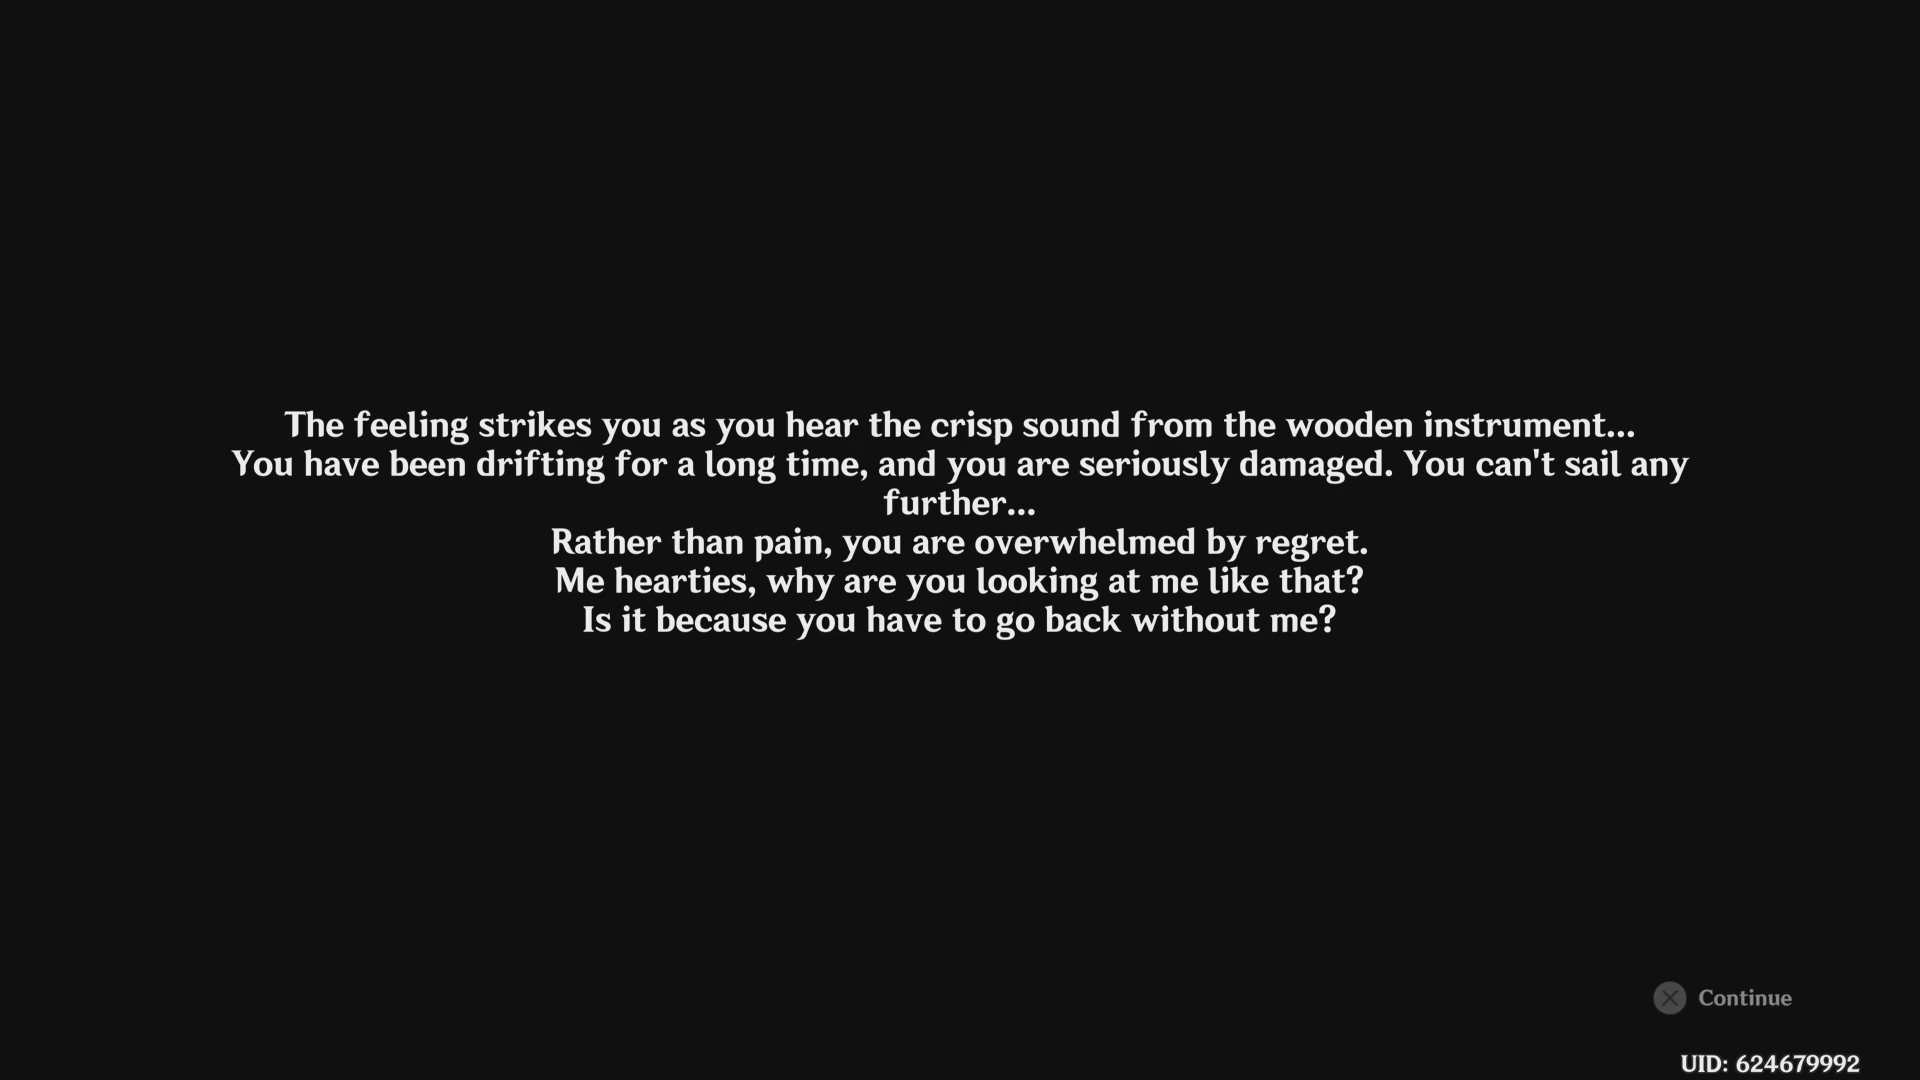 The feeling strikes you as you hear the crisp sound from the wooden instrument...
You have been drifting for a long time, and you are seriously damaged. You can't sail any
further...
Rather than pain, you are overwhelmed by regret.
Me hearties, why are you looking at me like that?
Is it because you have to go back without me?
Continue
UID: 624679992